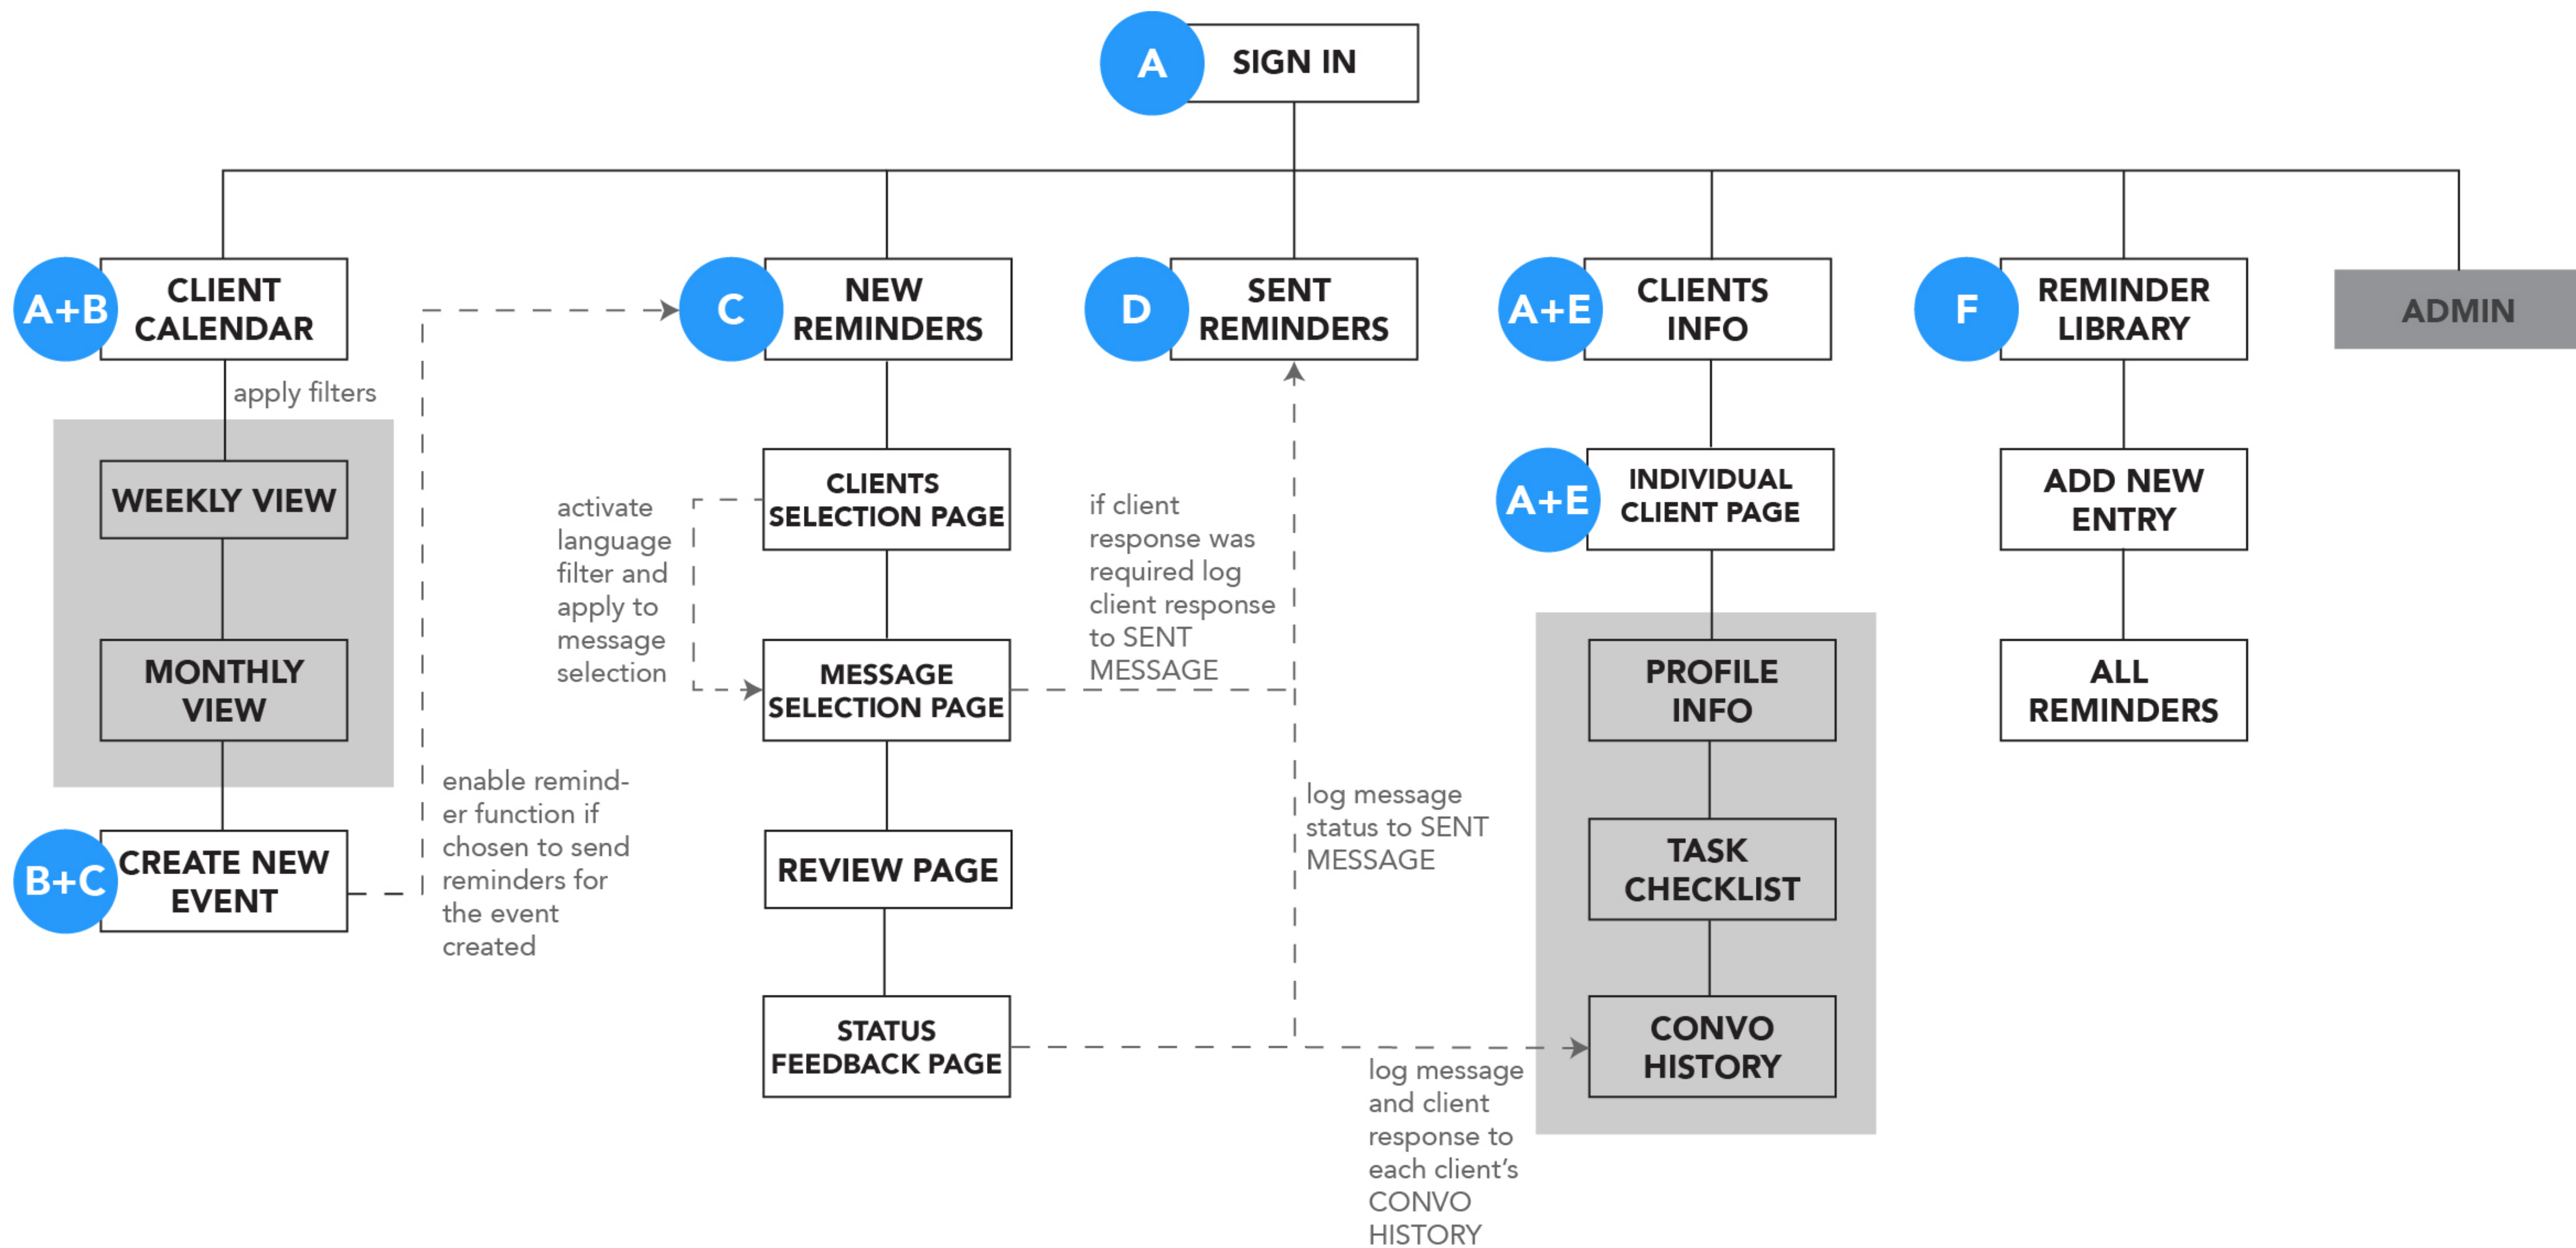 A
SIGN IN
A+B
CLIENT
CALENDAR
C
NEW
REMINDERS
D
SENT
REMINDERS
A+E
CLIENTS
INFO
F
REMINDER
LIBRARY
ADMIN
apply filters
WEEKLY VIEW
MONTHLY
VIEW
B+C
CREATE NEW
EVENT
enable remind-
er function if
chosen to send
reminders for
the event
created
activate
language
filter and
apply to
message
selection
CLIENTS
SELECTION PAGE
MESSAGE
SELECTION PAGE
REVIEW PAGE
STATUS
FEEDBACK PAGE
if client
response was
required log
client response
to SENT
MESSAGE
log message
status to SENT
MESSAGE
log message
and client
response to
each client’s
CONVO
HISTORY
A+E
INDIVIDUAL
CLIENT PAGE
PROFILE
INFO
TASK
CHECKLIST
CONVO
HISTORY
ADD NEW
ENTRY
ALL
REMINDERS